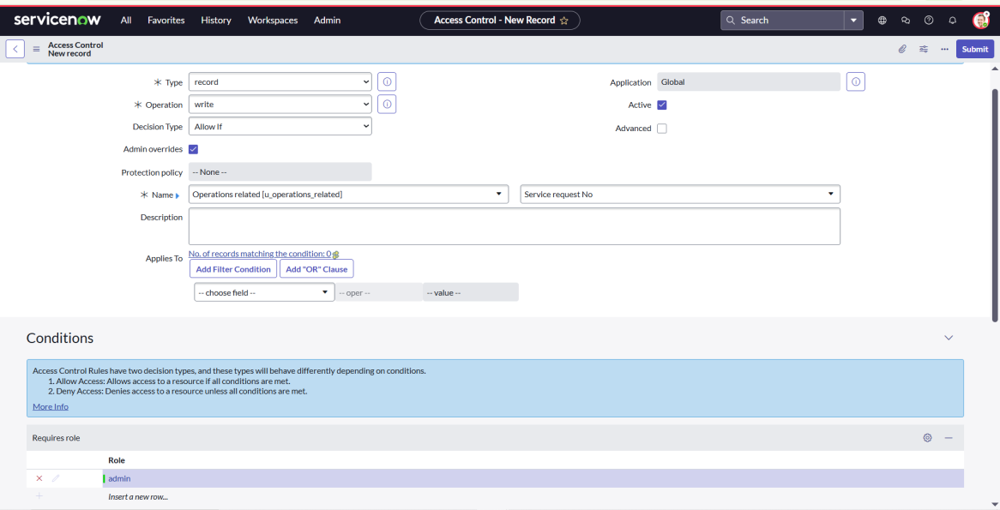 servicenow All Favorites History Workspaces Admin Access Control - New Record Search
Access Control
New record
Submit
Type record Application Global
Operation write Active
Decision Type Allow If Advanced
Admin overrides
Protection policy -- None --
Name Operations related [u_operations_related] Service request No
Description
Applies To No. of records matching the condition: 0
Add Filter Condition Add "OR" Clause
-- choose field -- -- oper -- -- value --
Conditions
Access Control Rules have two decision types, and these types will behave differently depending on conditions.
1. Allow Access: Allows access to a resource if all conditions are met.
2. Deny Access: Denies access to a resource unless all conditions are met.
More Info
Requires role
Role
admin
Insert a new row...